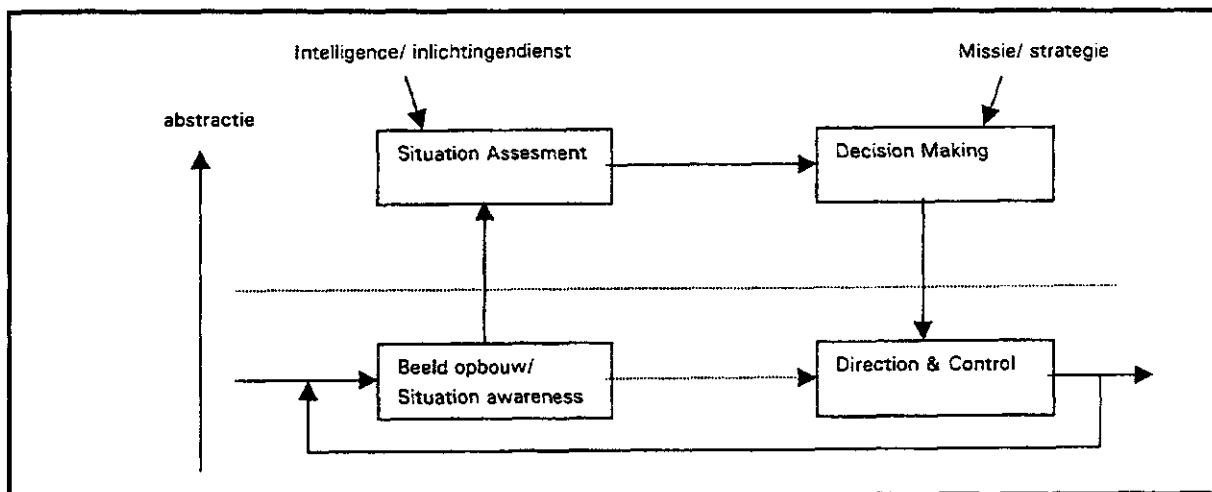 Intelligence/ inlichtingendienst
Missie/ strategie
abstractie
Situation Assesment
Decision Making
Beeld opbouw/
Situation awareness
Direction & Control